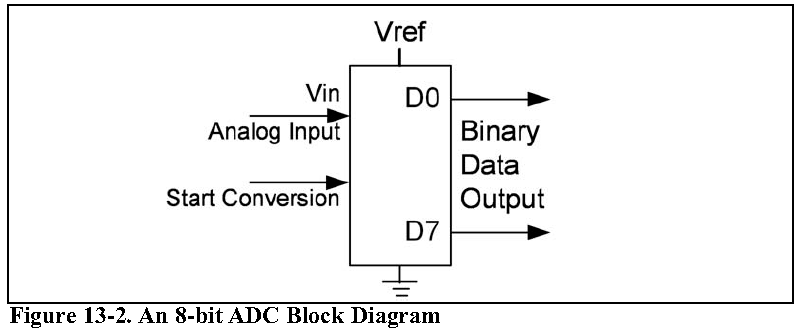 Vref
Vin
Analog Input
Start Conversion
D0
D7
Binary
Data
Output
Figure 13-2. An 8-bit ADC Block Diagram